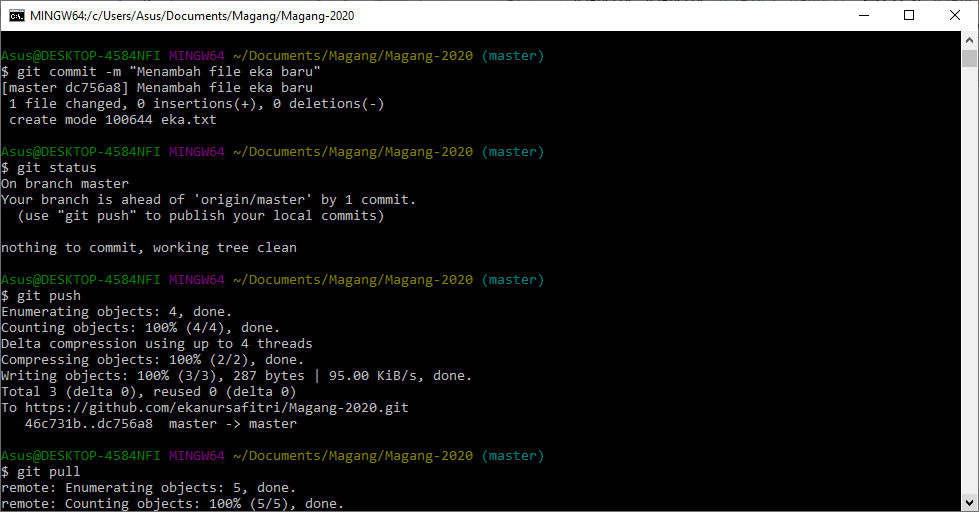 MINGW64:/c/Users/Asus/Documents/Magang/Magang-2020
Asus@DESKTOP-4584NFI MINGW64 ~/Documents/Magang/Magang-2020 (master)
$ git commit -m "Menambah file eka baru"
[master dc756a8] Menambah file eka baru
 1 file changed, 0 insertions(+), 0 deletions(-)
 create mode 100644 eka.txt
Asus@DESKTOP-4584NFI MINGW64 ~/Documents/Magang/Magang-2020 (master)
$ git status
On branch master
Your branch is ahead of 'origin/master' by 1 commit.
  (use "git push" to publish your local commits)
nothing to commit, working tree clean
Asus@DESKTOP-4584NFI MINGW64 ~/Documents/Magang/Magang-2020 (master)
$ git push
Enumerating objects: 4, done.
Counting objects: 100% (4/4), done.
Delta compression using up to 4 threads
Compressing objects: 100% (2/2), done.
Writing objects: 100% (3/3), 287 bytes | 95.00 KiB/s, done.
Total 3 (delta 0), reused 0 (delta 0)
To https://github.com/ekanursafitri/Magang-2020.git
   46c731b..dc756a8  master -> master
Asus@DESKTOP-4584NFI MINGW64 ~/Documents/Magang/Magang-2020 (master)
$ git pull
remote: Enumerating objects: 5, done.
remote: Counting objects: 100% (5/5), done.